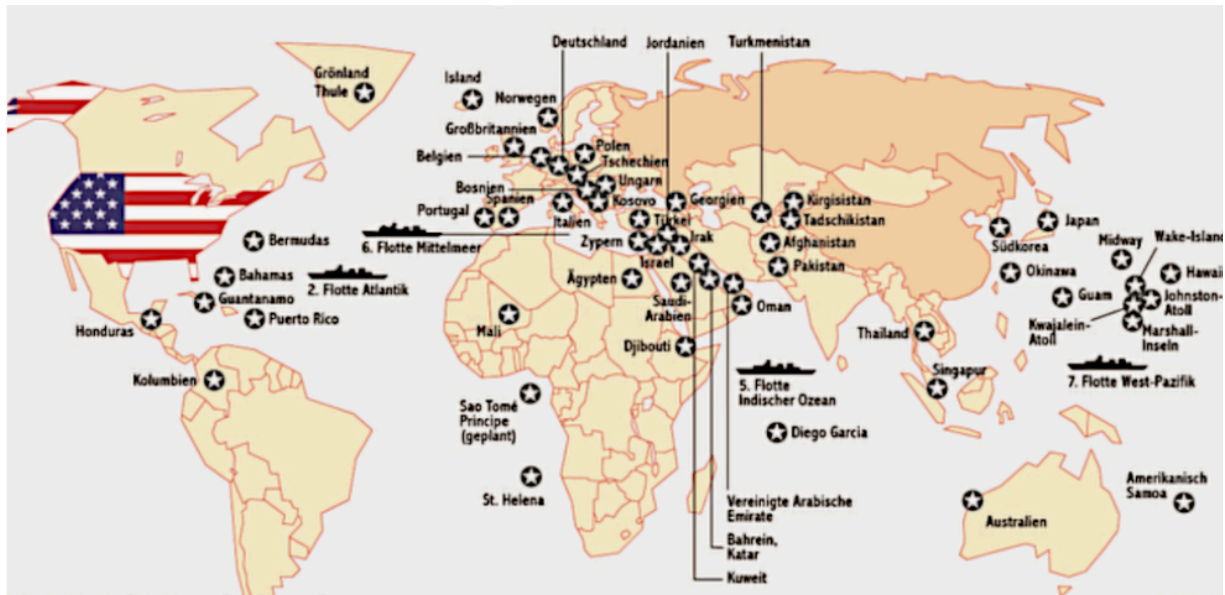 Deutschland
Jordanien
Turkmenistan
Grönland
Thule
Island
Norwegen
Großbritannien
Belgien
Polen
Tschechien
Ungarn
Bosnien
Spanien
Kosovo
Georgien
Kirgisistan
Tadschikistan
Portugal
Italien
Türkei
6. Flotte Mittelmeer
Zypern
Irak
Afghanistan
Israel
Pakistan
Südkorea
Japan
Midway
Wake-Island
Bermudas
Bahamas
2. Flotte Atlantik
Guantanamo
Puerto Rico
Honduras
Kolumbien
Ägypten
Saudi-
Arabien
Oman
Mali
Djibouti
Okinawa
Guam
Hawaii
Johnston-
Atoll
Kwajalein-
Atoll
Marshall-
Inseln
Thailand
Singapur
7. Flotte West-Pazifik
5. Flotte
Indischer Ozean
Diego Garcia
Sao Tomé
Principe
(geplant)
St. Helena
Vereinigte Arabische
Emirate
Bahrein,
Katar
Kuweit
Australien
Amerikanisch
Samoa